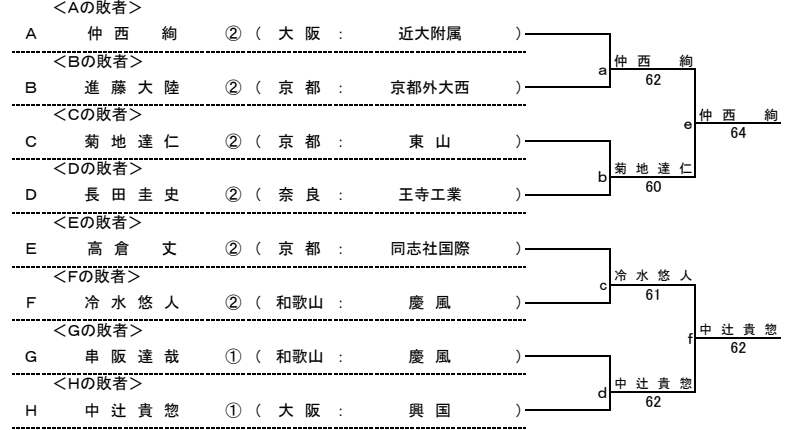 <Aの敗者>
A 仲西 絢 ② ( 大阪 : 近大附属 )
<Bの敗者>
a 仲西 絢
62
B 進藤大陸 ② ( 京都 : 京都外大西 )
<Cの敗者>
e 仲西 絢
64
C 菊地達仁 ② ( 京都 : 東山 )
<Dの敗者>
b 菊地達仁
60
D 長田圭史 ② ( 奈良 : 王寺工業 )
<Eの敗者>
E 高倉 丈 ② ( 京都 : 同志社国際 )
<Fの敗者>
c 冷水悠人
61
F 冷水悠人 ② ( 和歌山 : 慶風 )
<Gの敗者>
f 中辻貴惣
62
G 串阪達哉 ① ( 和歌山 : 慶風 )
<Hの敗者>
d 中辻貴惣
62
H 中辻貴惣 ① ( 大阪 : 興国 )